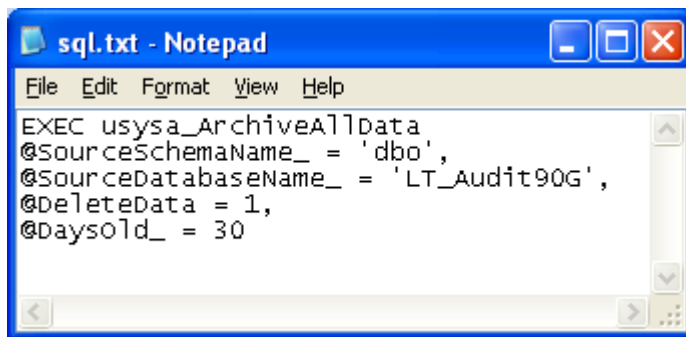 sql.txt - Notepad
File Edit Format View Help
EXEC usysa_ArchiveAllData
@SourceSchemaName_ = 'dbo',
@SourceDatabaseName_ = 'LT_Audit90G',
@DeleteData = 1,
@DaysOld_ = 30